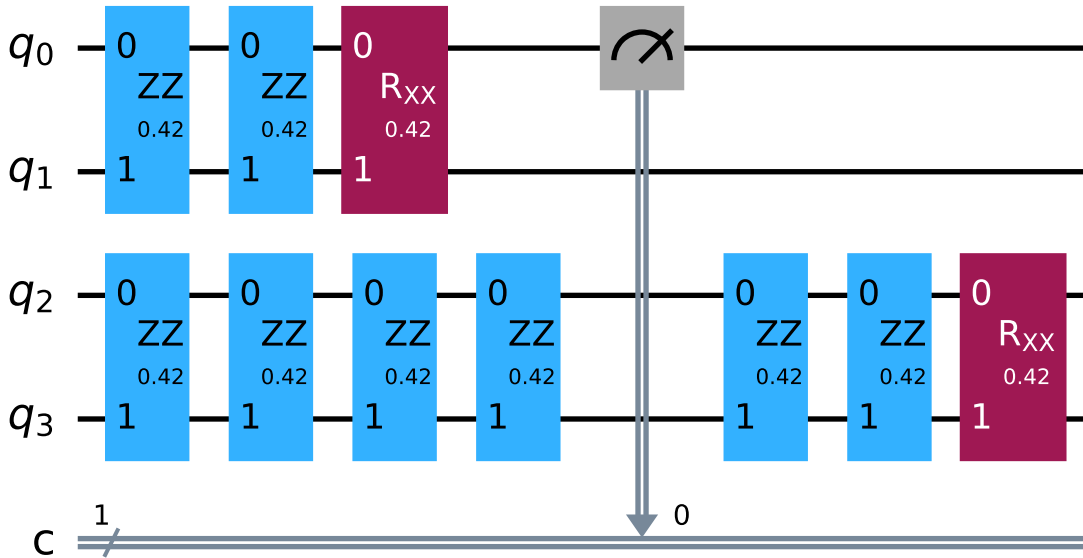 q0 0 0 0
ZZ ZZ RXX
0.42 0.42 0.42
q1 1 1 1
q2 0 0 0 0 0 0 0
ZZ ZZ ZZ ZZ ZZ ZZ RXX
0.42 0.42 0.42 0.42 0.42 0.42 0.42
q3 1 1 1 1 1 1 1
1 0
c